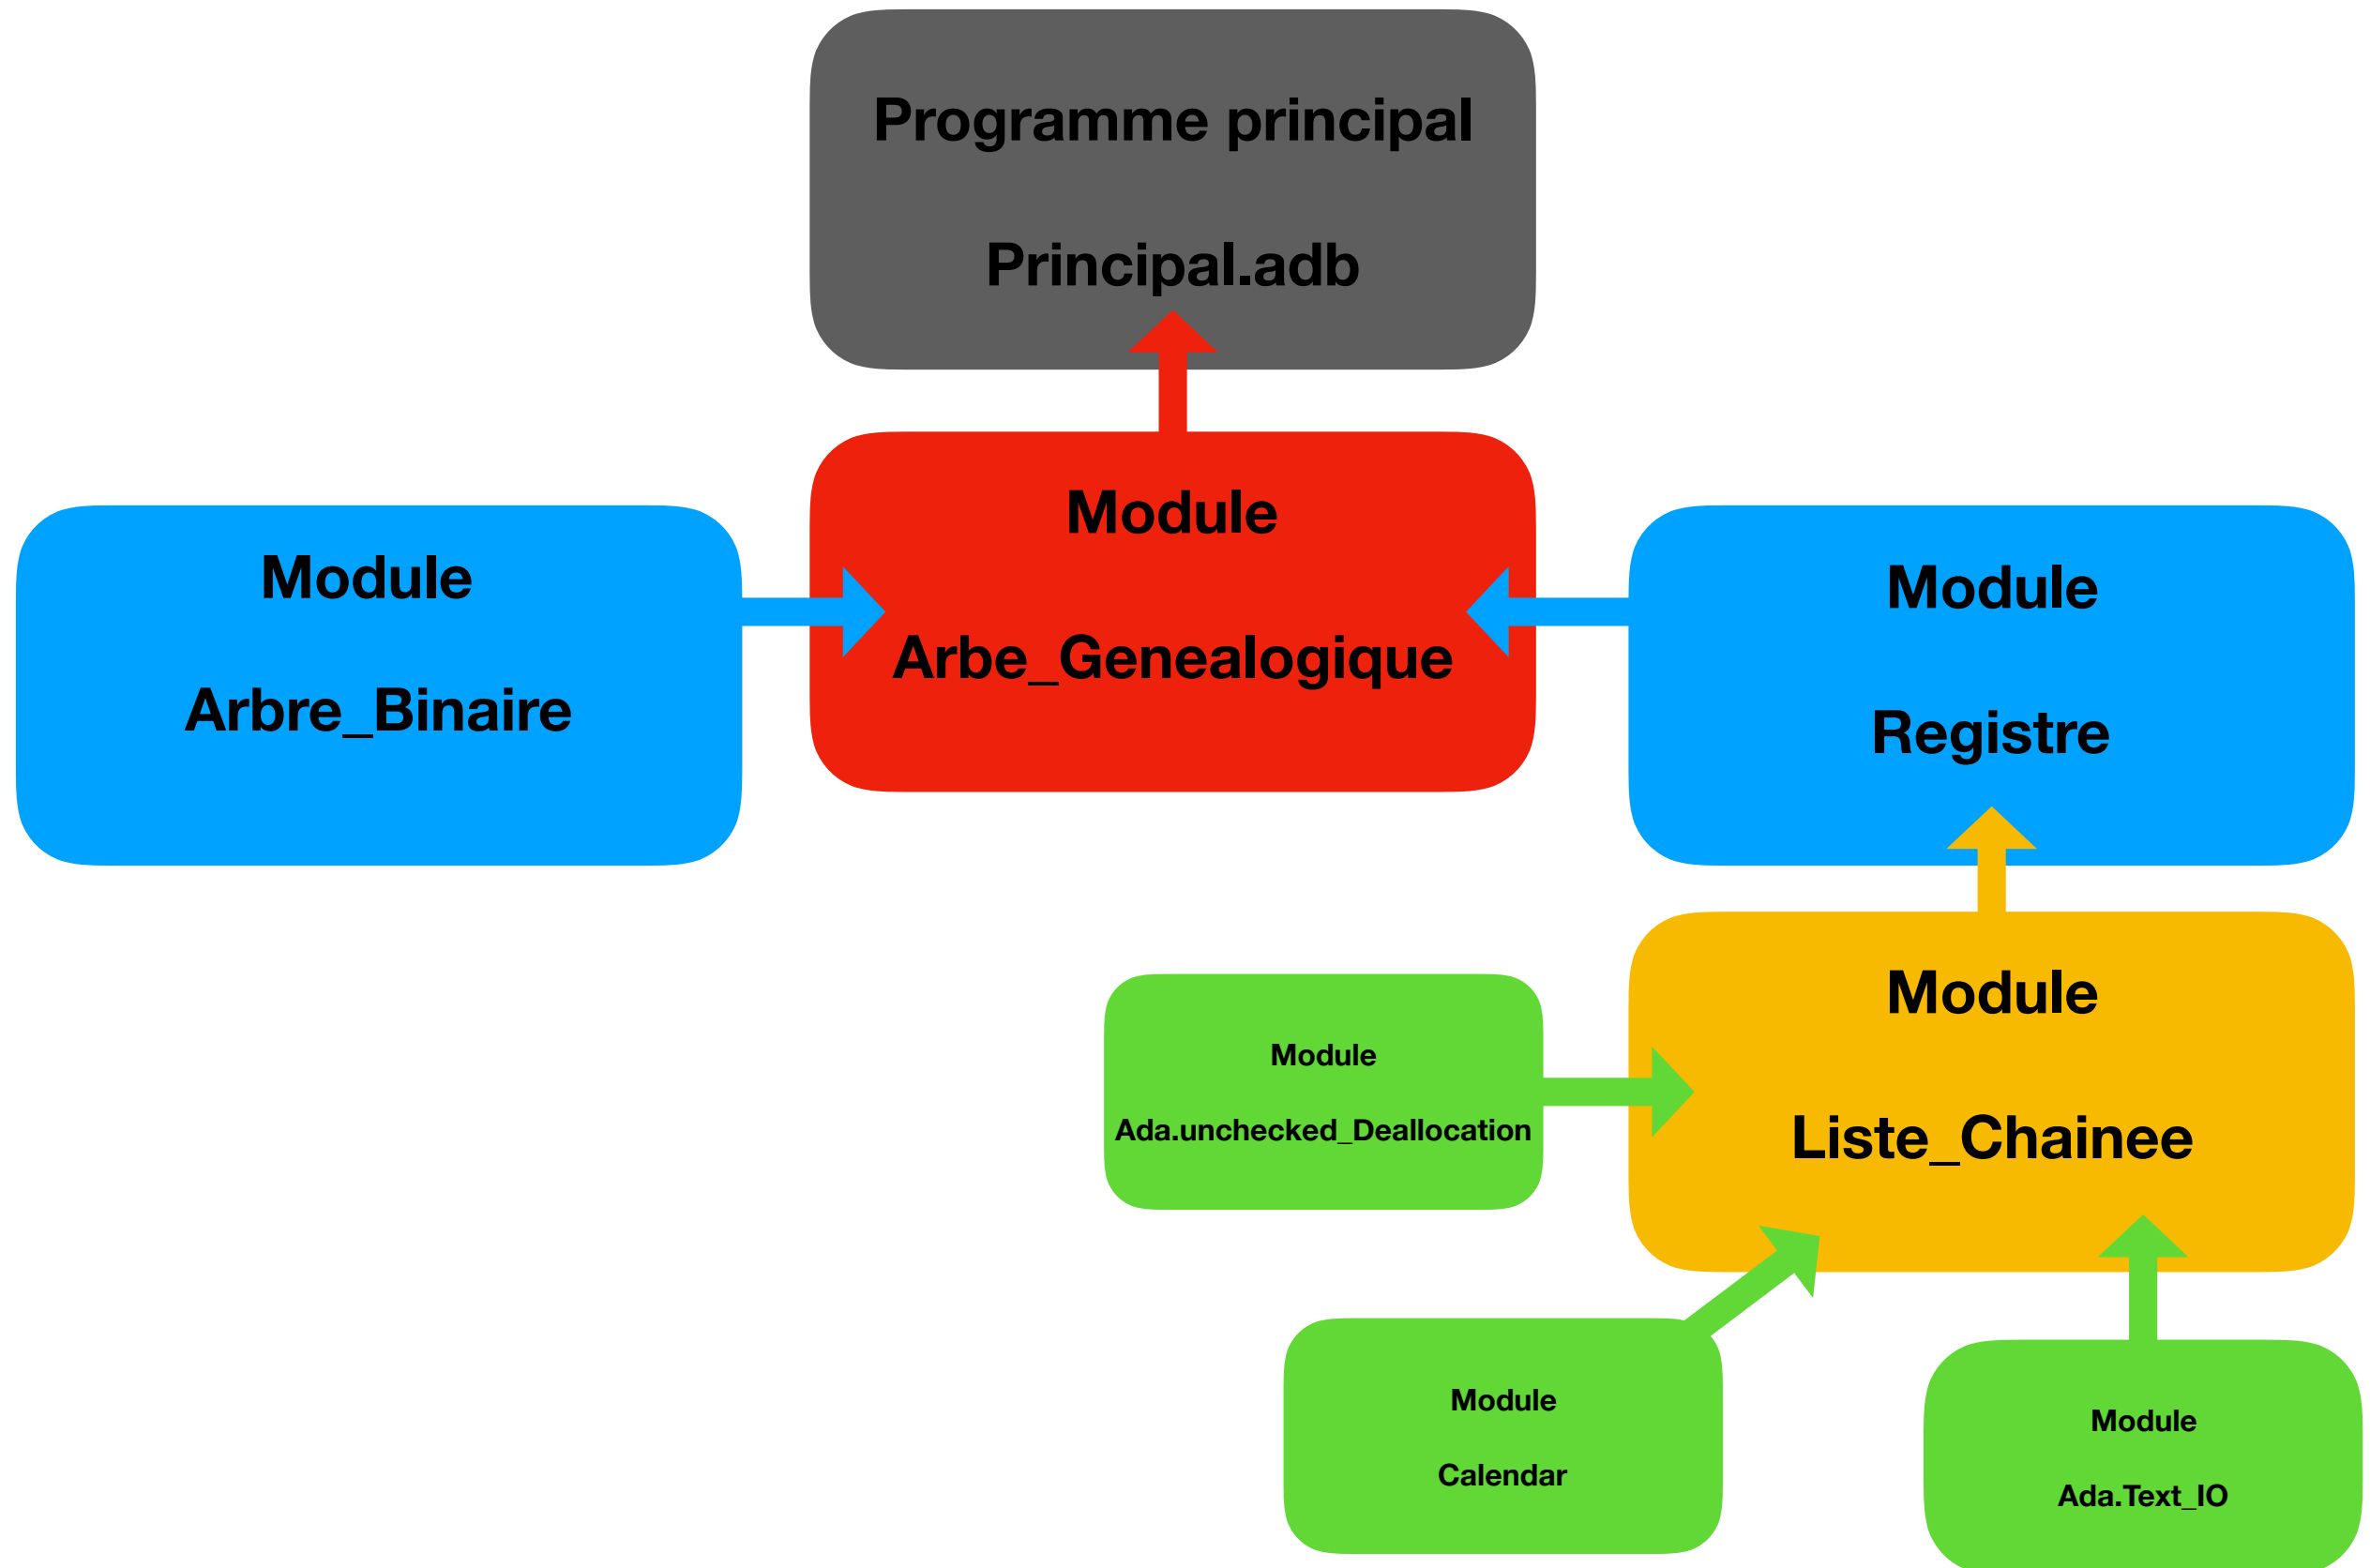 Programme principal
Principal.adb
Module
Arbe_Genealogique
Module
Arbre_Binaire
Module
Registre
Module
Liste_Chainee
Module
Ada.unchecked_Deallocation
Module
Calendar
Module
Ada.Text_IO